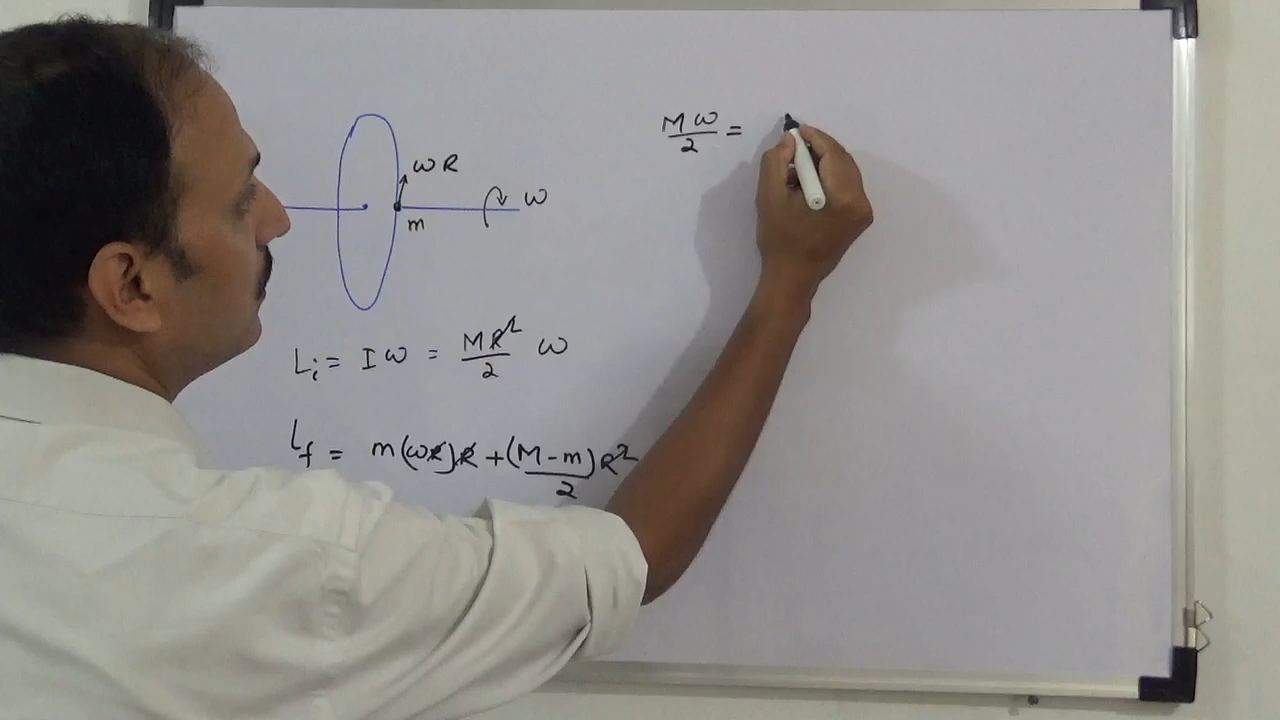 ωR
ω
m
Mω/2 =
Li = Iω = MR²/2 ω
Lf = m(ωR)R + (M-m)/2 R²